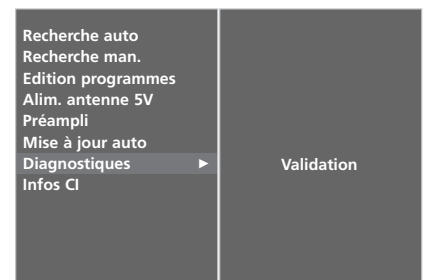 Recherche auto
Recherche man.
Edition programmes
Alim. antenne 5V
Préampli
Mise à jour auto
Diagnostiques ► Validation
Infos CI